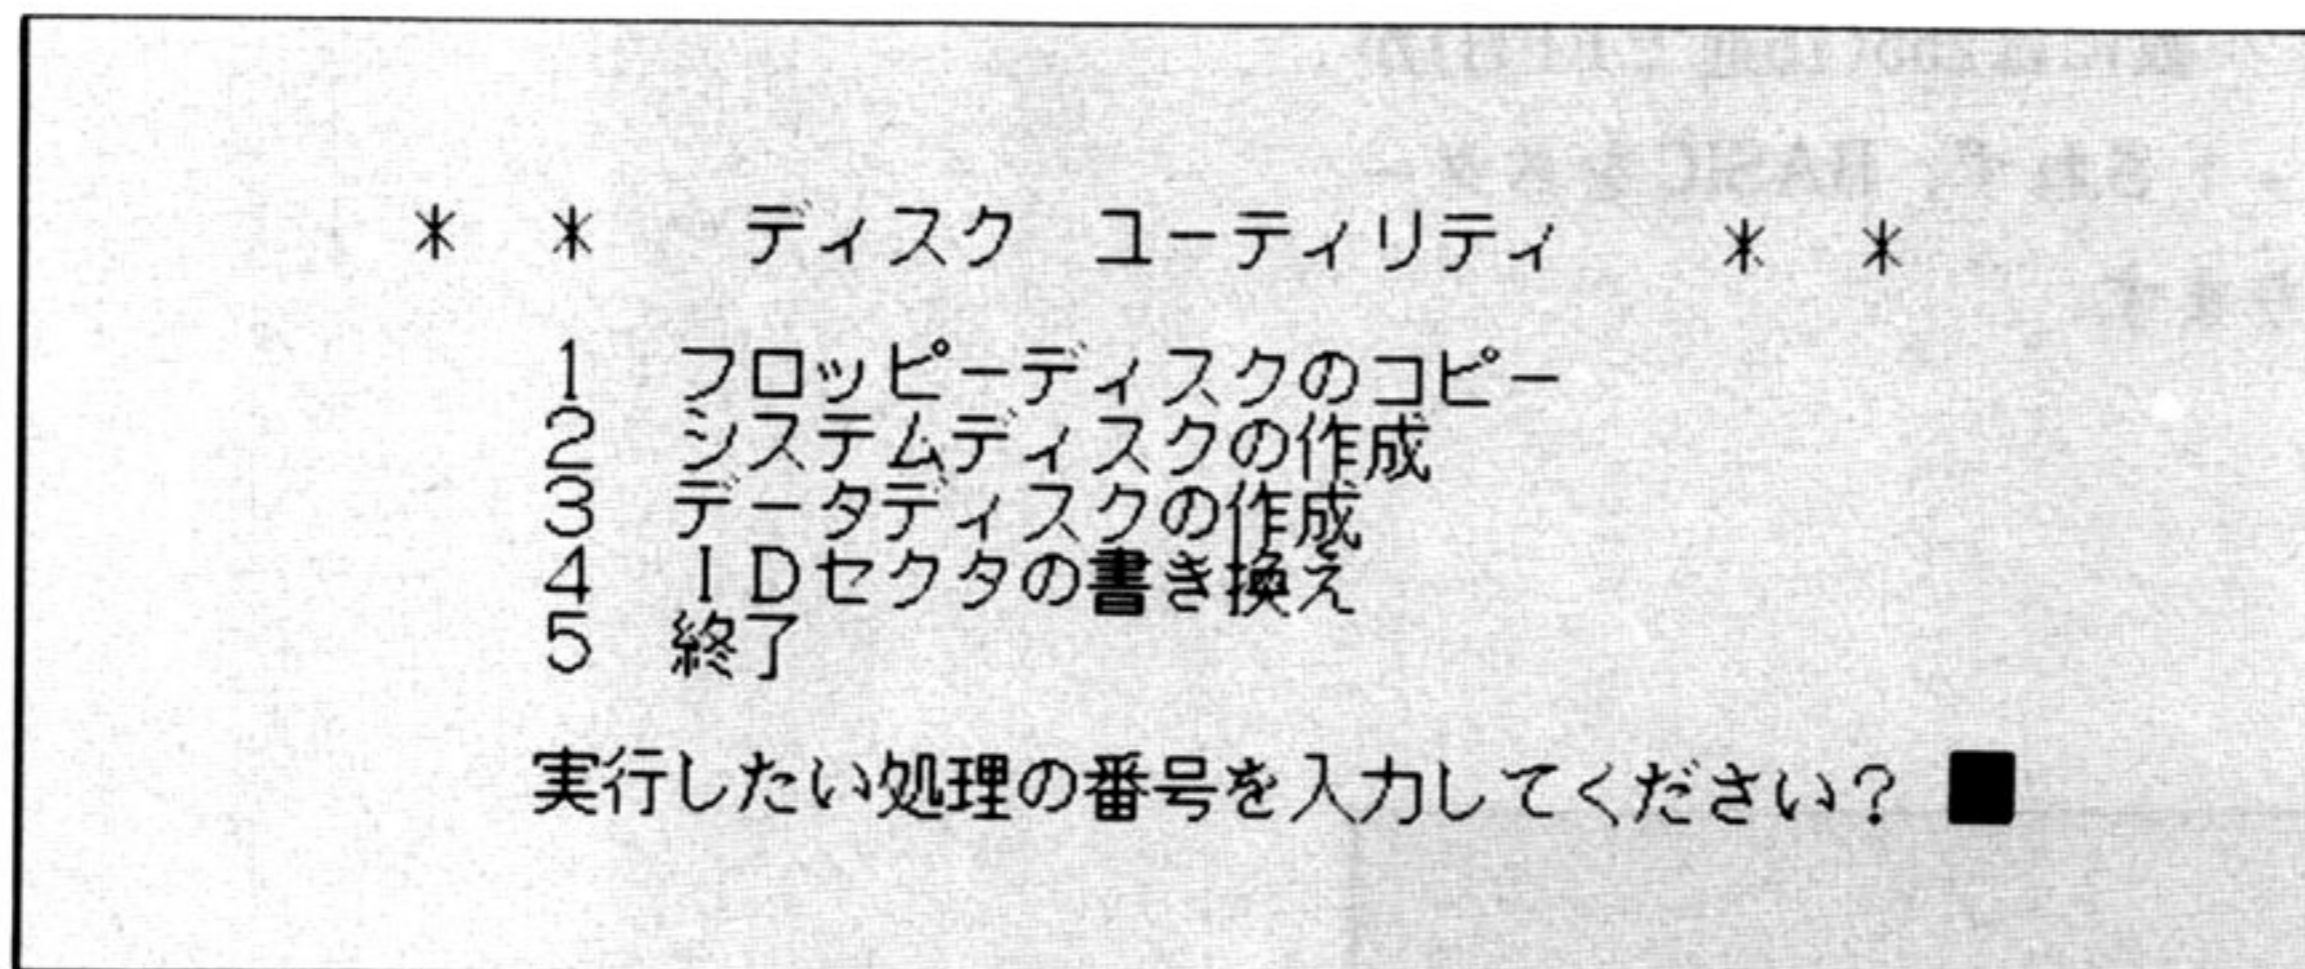 ＊　＊　ディスク　ユーティリティ　＊　＊
１　フロッピーディスクのコピー
２　システムディスクの作成
３　データディスクの作成
４　ＩＤセクタの書き換え
５　終了
実行したい処理の番号を入力してください？ ■